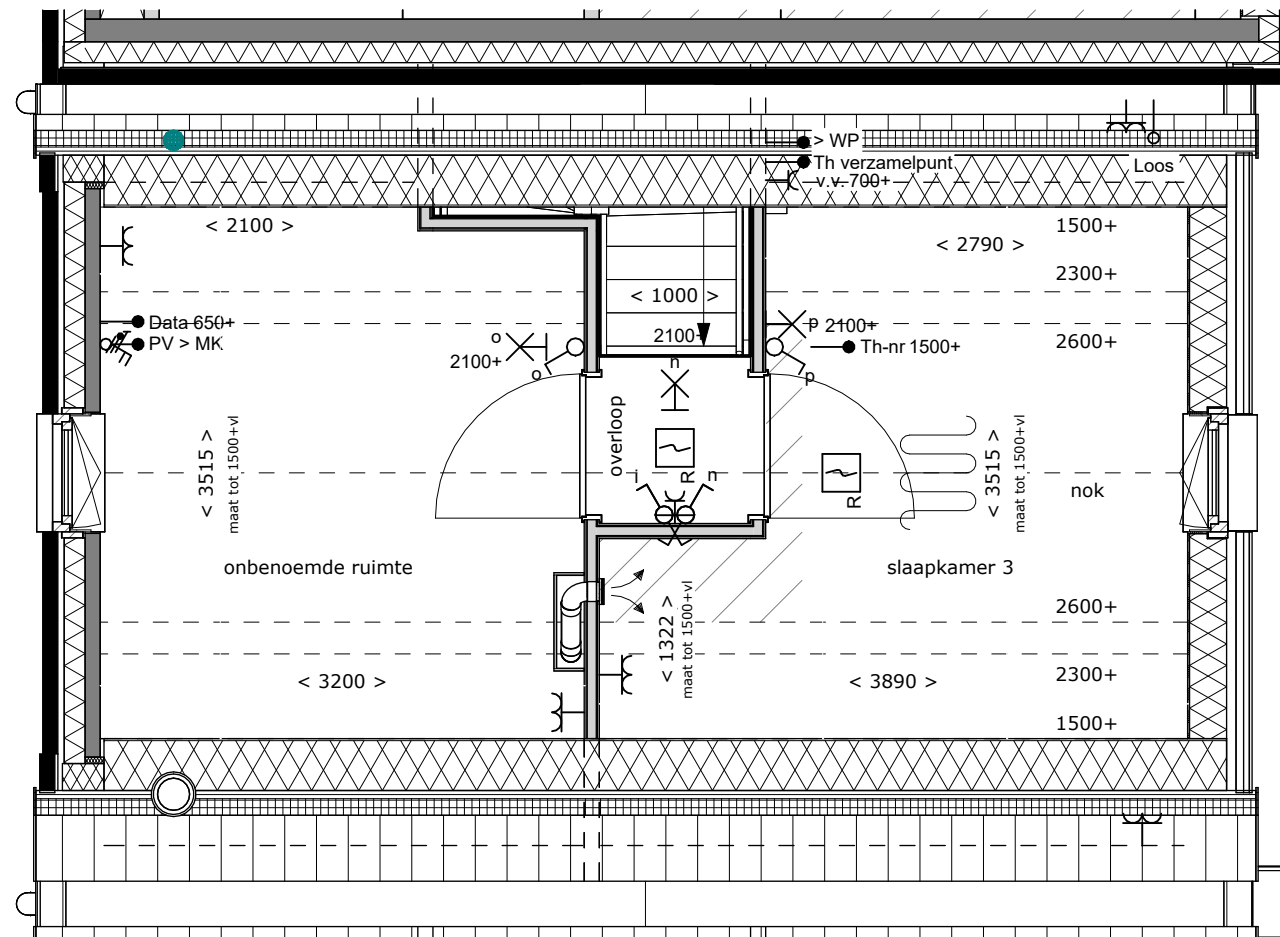 > WP
Th verzamelpunt
v.v. 700+
Loos
< 2100 >
1500+
< 2790 >
2300+
< 1000 >
Data 650+
PV > MK
o
2100+
o
2100+
n
p 2100+
Th-nr 1500+
p
2600+
overloop
< 3515 >
maat tot 1500+vl
i
R
n
R
< 3515 >
maat tot 1500+vl
nok
onbenoemde ruimte
slaapkamer 3
< 1322 >
maat tot 1500+vl
2600+
< 3200 >
< 3890 >
2300+
1500+